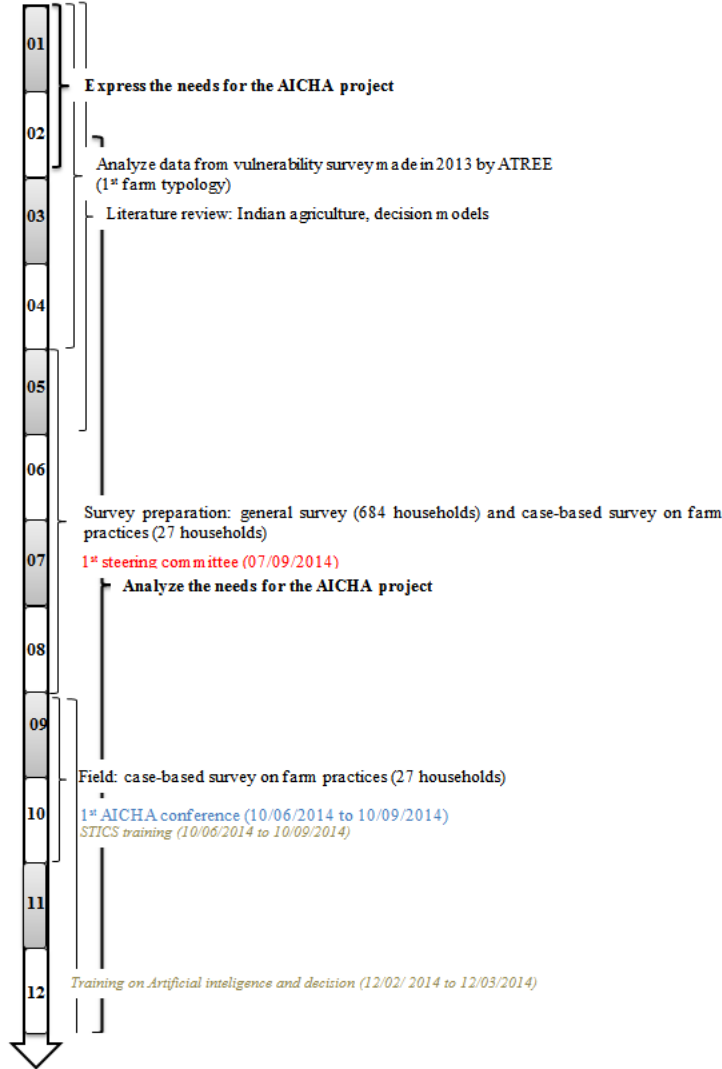 01
Express the needs for the AICHA project
02
Analyze data from vulnerability survey made in 2013 by ATREE
(1st farm typology)
03
Literature review: Indian agriculture, decision models
04
05
06
Survey preparation: general survey (684 households) and case-based survey on farm
practices (27 households)
07
1st steering committee (07/09/2014)
Analyze the needs for the AICHA project
08
09
Field: case-based survey on farm practices (27 households)
10
1st AICHA conference (10/06/2014 to 10/09/2014)
STICS training (10/06/2014 to 10/09/2014)
11
12
Training on Artificial inteligence and decision (12/02/ 2014 to 12/03/2014)